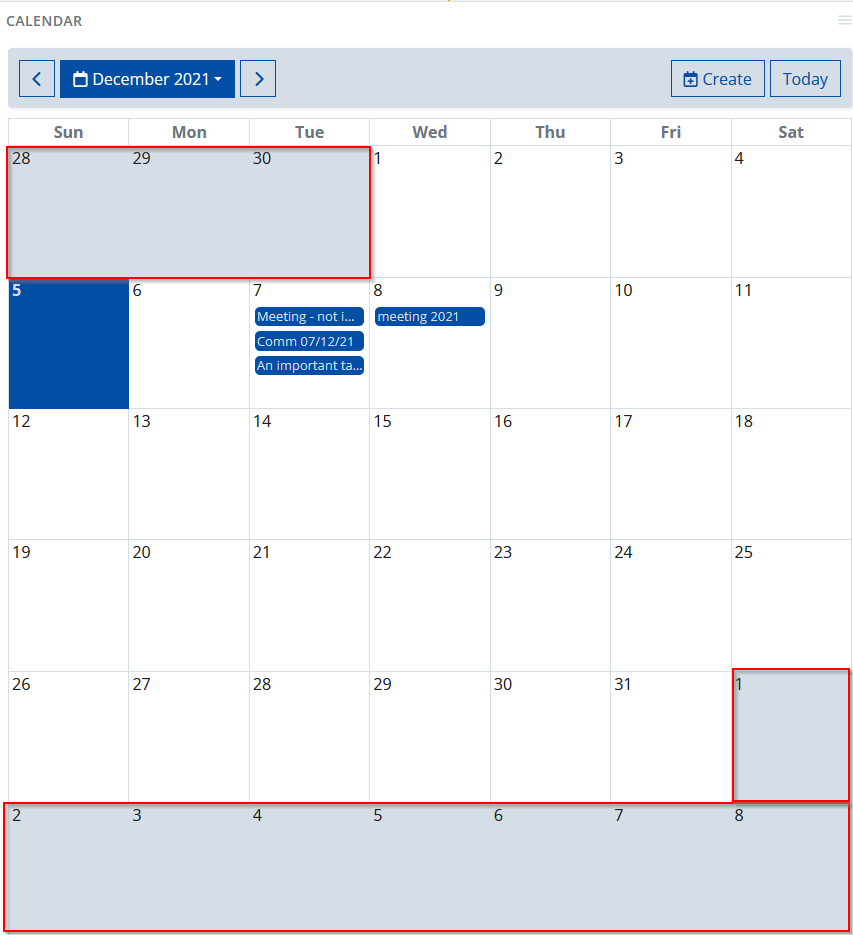 CALENDAR
December 2021
Create Today
Sun Mon Tue Wed Thu Fri Sat
28 29 30 1 2 3 4
5 6 7 8 9 10 11
Meeting - not i... meeting 2021
Comm 07/12/21
An important ta...
12 13 14 15 16 17 18
19 20 21 22 23 24 25
26 27 28 29 30 31 1
2 3 4 5 6 7 8